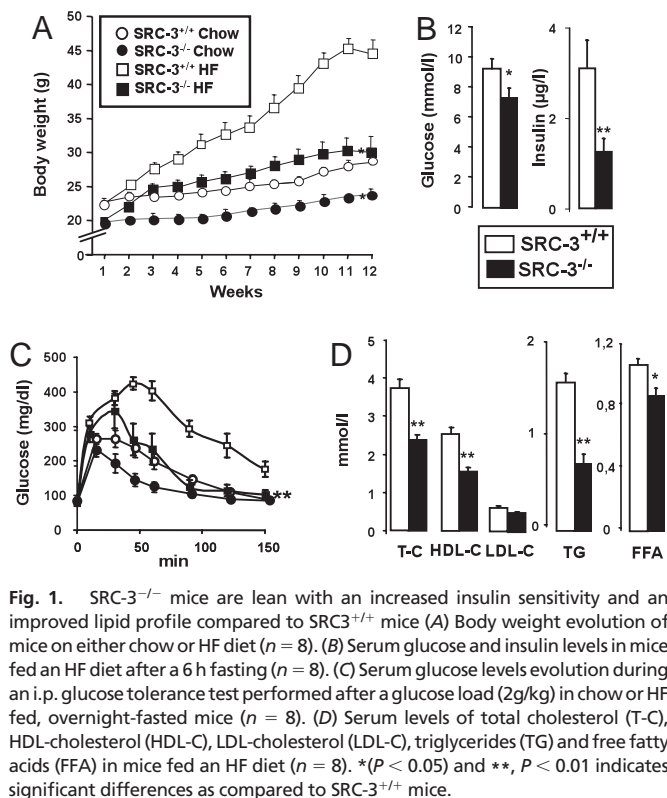 A
SRC-3+/+ Chow
SRC-3-/- Chow
SRC-3+/+ HF
SRC-3-/- HF
Body weight (g)
50
45
40
35
30
25
20
0
*
*
1 2 3 4 5 6 7 8 9 10 11 12
Weeks
B
Glucose (mmol/l)
12
10
8
6
4
2
0
*
Insulin (µg/l)
4
2
0
**
SRC-3+/+
SRC-3-/-
C
Glucose (mg/dl)
500
400
300
200
100
0
**
0 50 100 150
min
D
mmol/l
5
4
3
2
1
0
**
**
T-C HDL-C LDL-C
2
1
0
**
TG
1,2
0,8
0,4
0
*
FFA
Fig. 1. SRC-3−/− mice are lean with an increased insulin sensitivity and an
improved lipid profile compared to SRC3+/+ mice (A) Body weight evolution of
mice on either chow or HF diet (n = 8). (B) Serum glucose and insulin levels in mice
fed an HF diet after a 6 h fasting (n = 8). (C) Serum glucose levels evolution during
an i.p. glucose tolerance test performed after a glucose load (2g/kg) in chow or HF
fed, overnight-fasted mice (n = 8). (D) Serum levels of total cholesterol (T-C),
HDL-cholesterol (HDL-C), LDL-cholesterol (LDL-C), triglycerides (TG) and free fatty
acids (FFA) in mice fed an HF diet (n = 8). *(P < 0.05) and **, P < 0.01 indicates
significant differences as compared to SRC-3+/+ mice.